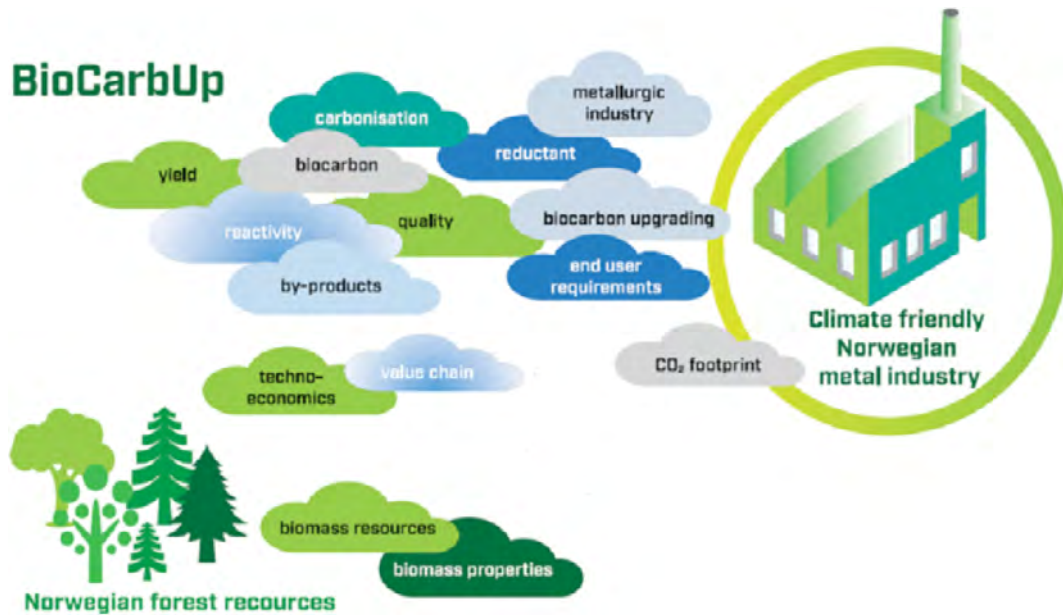 BioCarbUp
carbonisation
metallurgic
industry
reductant
biocarbon
yield
reactivity
quality
biocarbon upgrading
by-products
end user
requirements
Climate friendly
Norwegian
metal industry
CO₂ footprint
techno-
economics
value chain
biomass resources
biomass properties
Norwegian forest recources